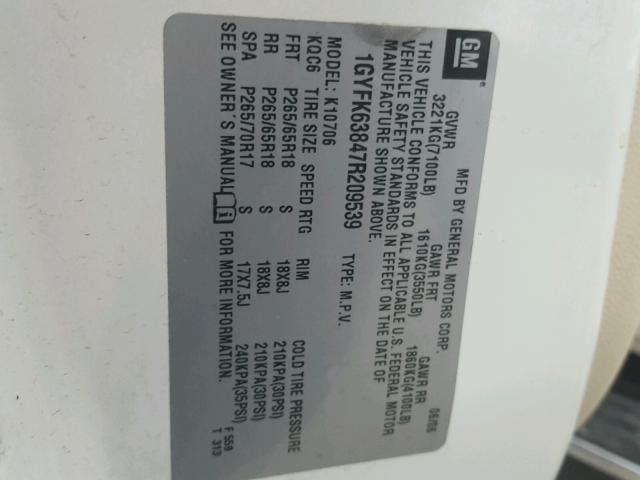 GM
MFD BY GENERAL MOTORS CORP. 06/06
GVWR GAWR FRT GAWR RR
3221KG(7100LB) 1610KG(3550LB) 1860KG(4100LB)
THIS VEHICLE CONFORMS TO ALL APPLICABLE U.S. FEDERAL MOTOR
VEHICLE SAFETY STANDARDS IN EFFECT ON THE DATE OF
MANUFACTURE SHOWN ABOVE.
1GYFK63847R209539 TYPE: M.P.V.
MODEL: K10706
KQC6 TIRE SIZE SPEED RTG RIM COLD TIRE PRESSURE
FRT P265/65R18 S 18X8J 210KPA(30PSI)
RR P265/65R18 S 18X8J 210KPA(30PSI)
SPA P265/70R17 S 17X7.5J 240KPA(35PSI)
SEE OWNER'S MANUAL i FOR MORE INFORMATION.
F 559
T 313